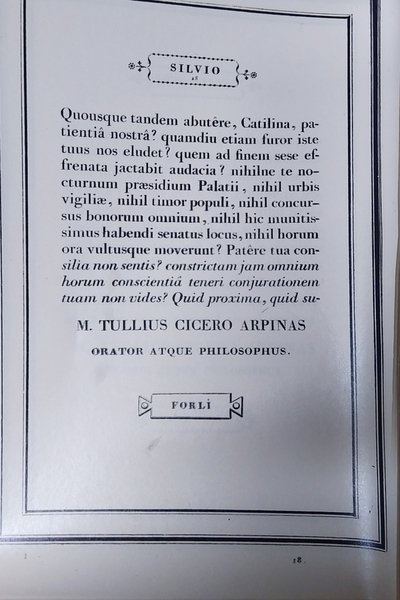 SILVIO
18
Quousque tandem abutêre, Catilina, pa-
tientiâ nostrâ? quamdiu etiam furor iste
tuus nos eludet? quem ad finem sese ef-
frenata jactabit audacia? nihilne te no-
cturnum præsidium Palatii, nihil urbis
vigiliæ, nihil timor populi, nihil concur-
sus bonorum omnium, nihil hic munitis-
simus habendi senatus locus, nihil horum
ora vultusque moverunt? Patêre tua con-
silia non sentis? constrictam jam omnium
horum conscientiâ teneri conjurationem
tuam non vides? Quid proxima, quid su-
M. TULLIUS CICERO ARPINAS
ORATOR ATQUE PHILOSOPHUS.
FORLÌ
18.